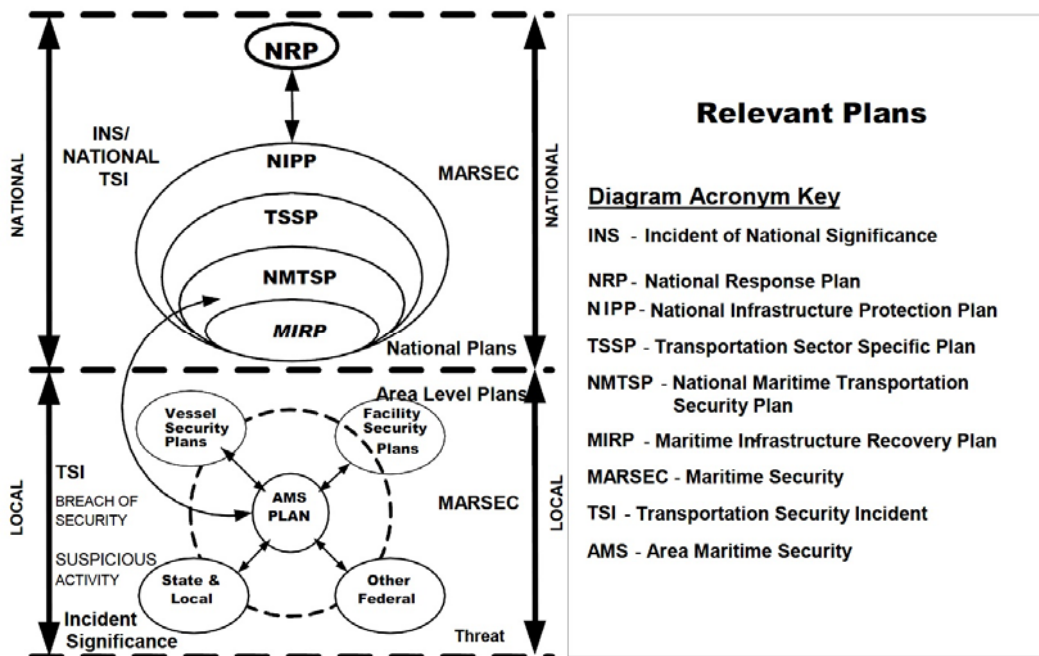 NRP
INS/
NATIONAL
TSI
NATIONAL
NIPP
MARSEC
NATIONAL
TSSP
NMTSP
MIRP
National Plans
Area Level Plans
Vessel
Security
Plans
Facility
Security
Plans
TSI
BREACH OF
SECURITY
LOCAL
AMS
PLAN
MARSEC
LOCAL
SUSPICIOUS
ACTIVITY
State &
Local
Other
Federal
Incident
Significance
Threat
Relevant Plans
Diagram Acronym Key
INS - Incident of National Significance
NRP - National Response Plan
NIPP - National Infrastructure Protection Plan
TSSP - Transportation Sector Specific Plan
NMTSP - National Maritime Transportation
Security Plan
MIRP - Maritime Infrastructure Recovery Plan
MARSEC - Maritime Security
TSI - Transportation Security Incident
AMS - Area Maritime Security